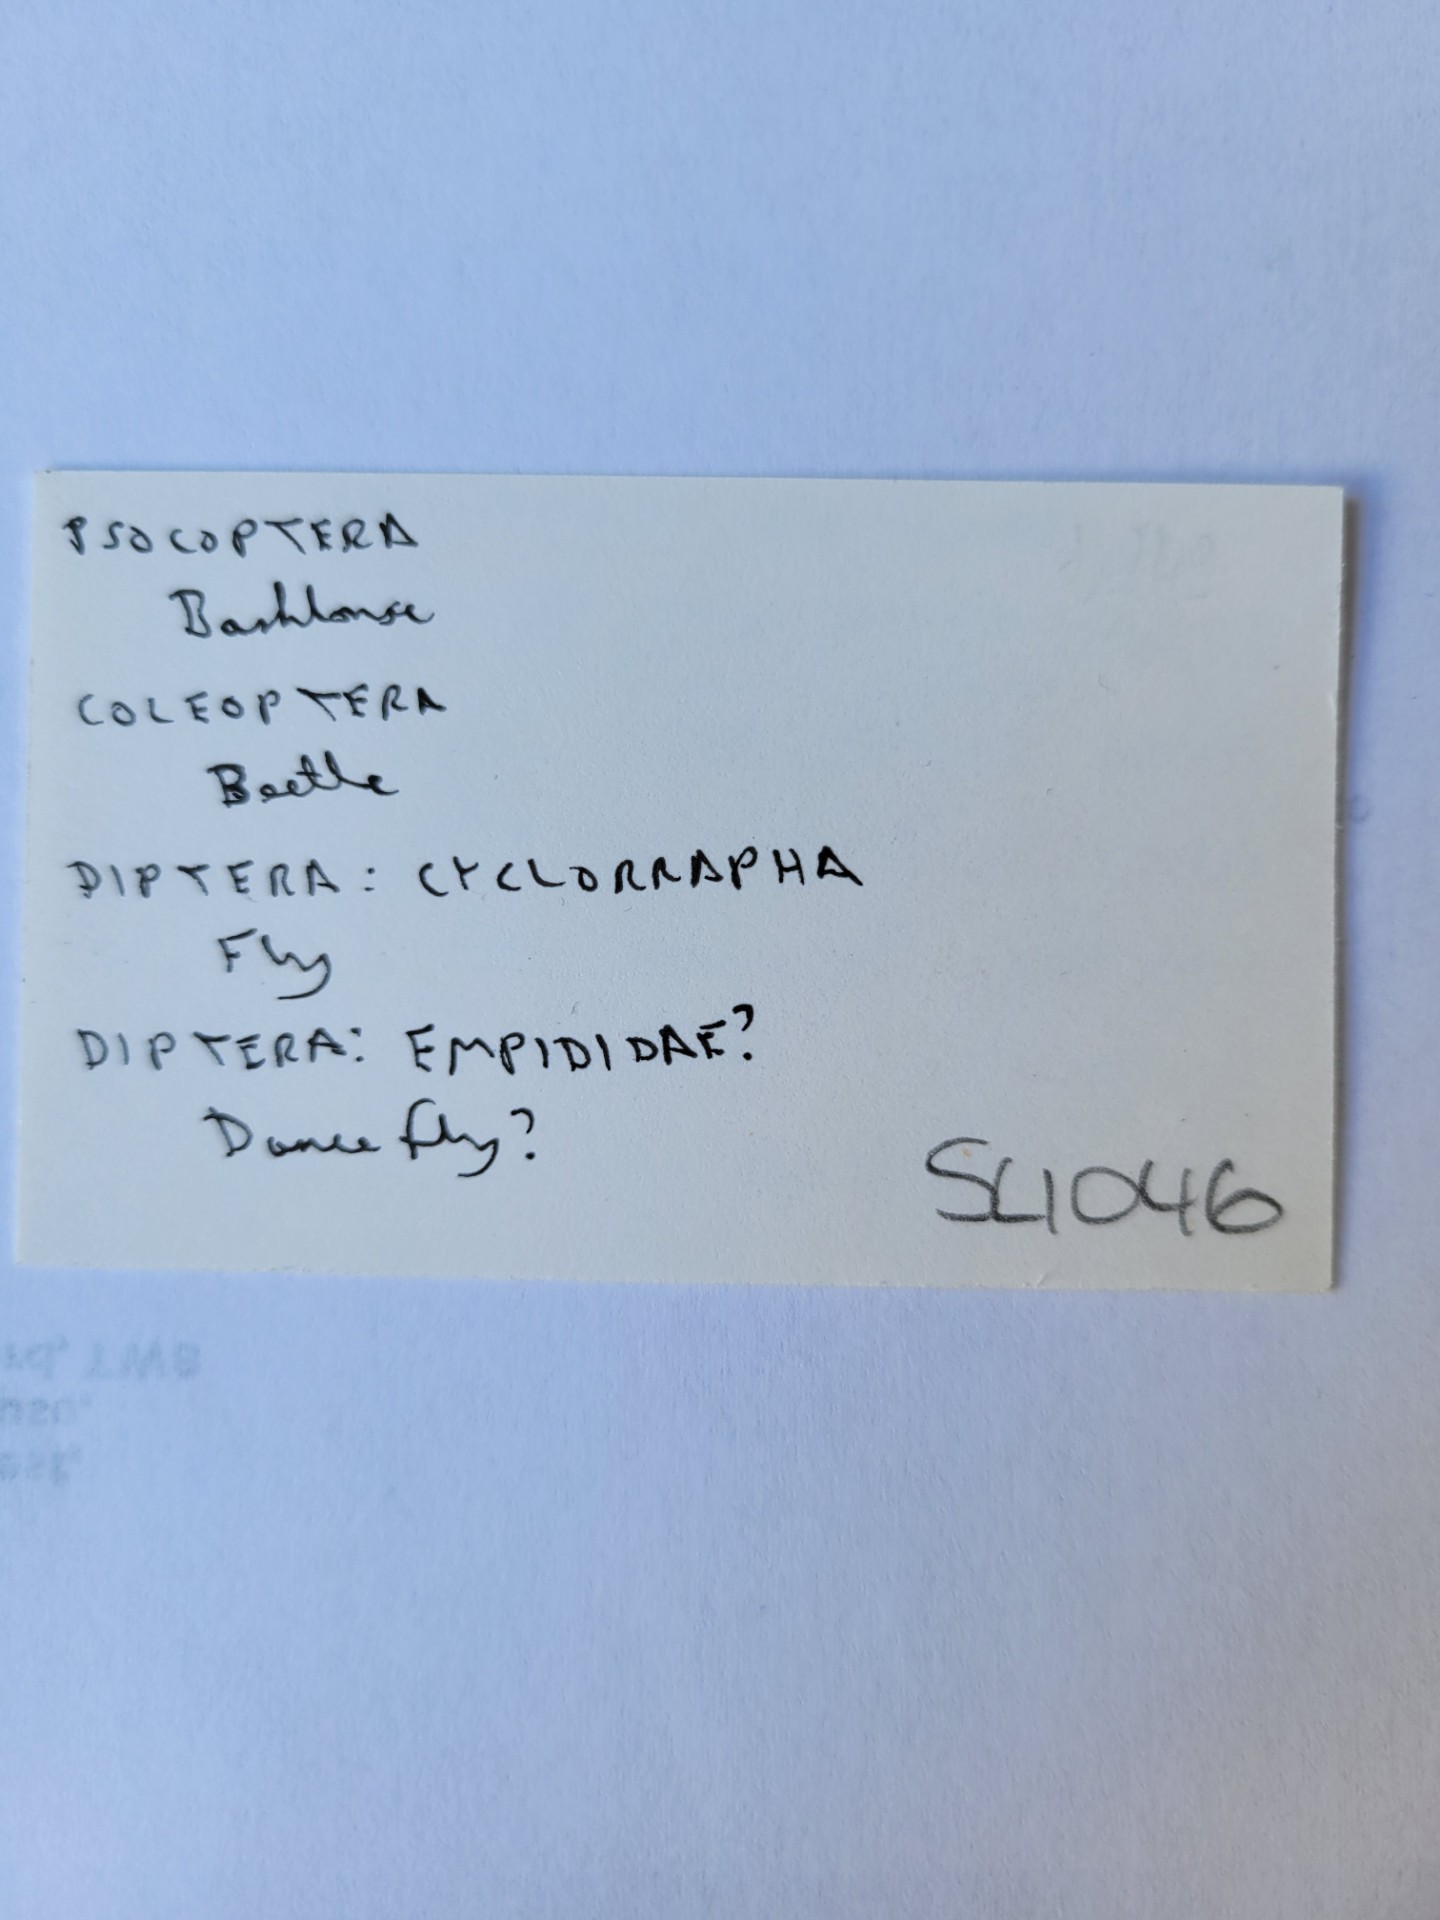 PSOCOPTERA
Barklouse
COLEOPTERA
Beetle
DIPTERA: CYCLORRAPHA
Fly
DIPTERA: EMPIDIDAE?
Dance fly?
SL1046